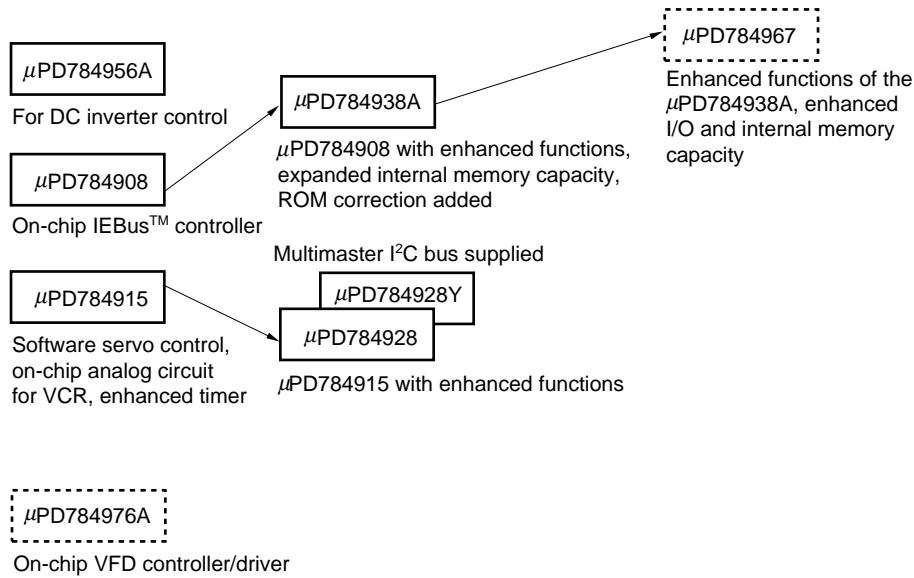 μPD784956A
For DC inverter control
μPD784908
On-chip IEBus™ controller
μPD784938A
μPD784908 with enhanced functions,
expanded internal memory capacity,
ROM correction added
μPD784967
Enhanced functions of the
μPD784938A, enhanced
I/O and internal memory
capacity
μPD784915
Software servo control,
on-chip analog circuit
for VCR, enhanced timer
Multimaster I²C bus supplied
μPD784928Y
μPD784928
μPD784915 with enhanced functions
μPD784976A
On-chip VFD controller/driver